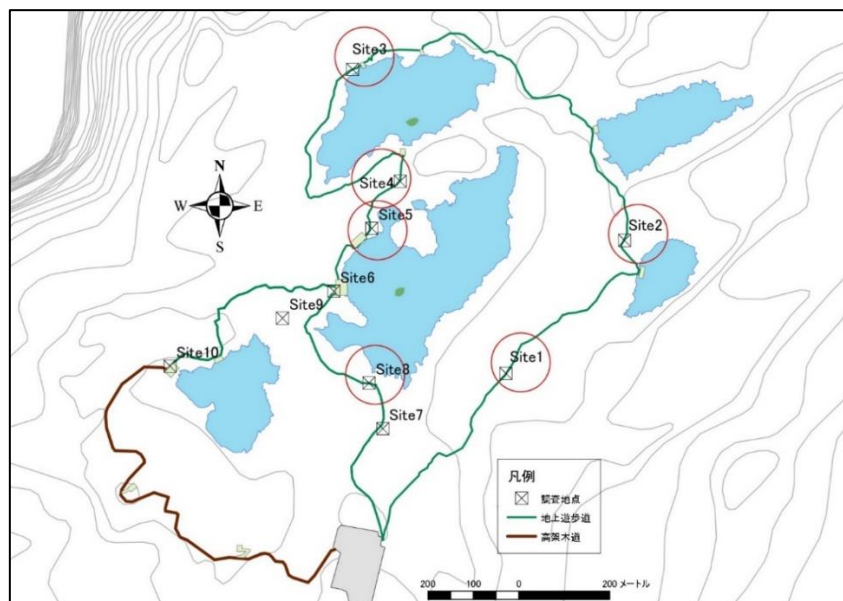 Site3
N
W E
S
Site4
Site5
Site2
Site6
Site9
Site10
Site1
Site8
Site7
凡例
調査地点
地上遊歩道
高架木道
200 100 0 200 メートル